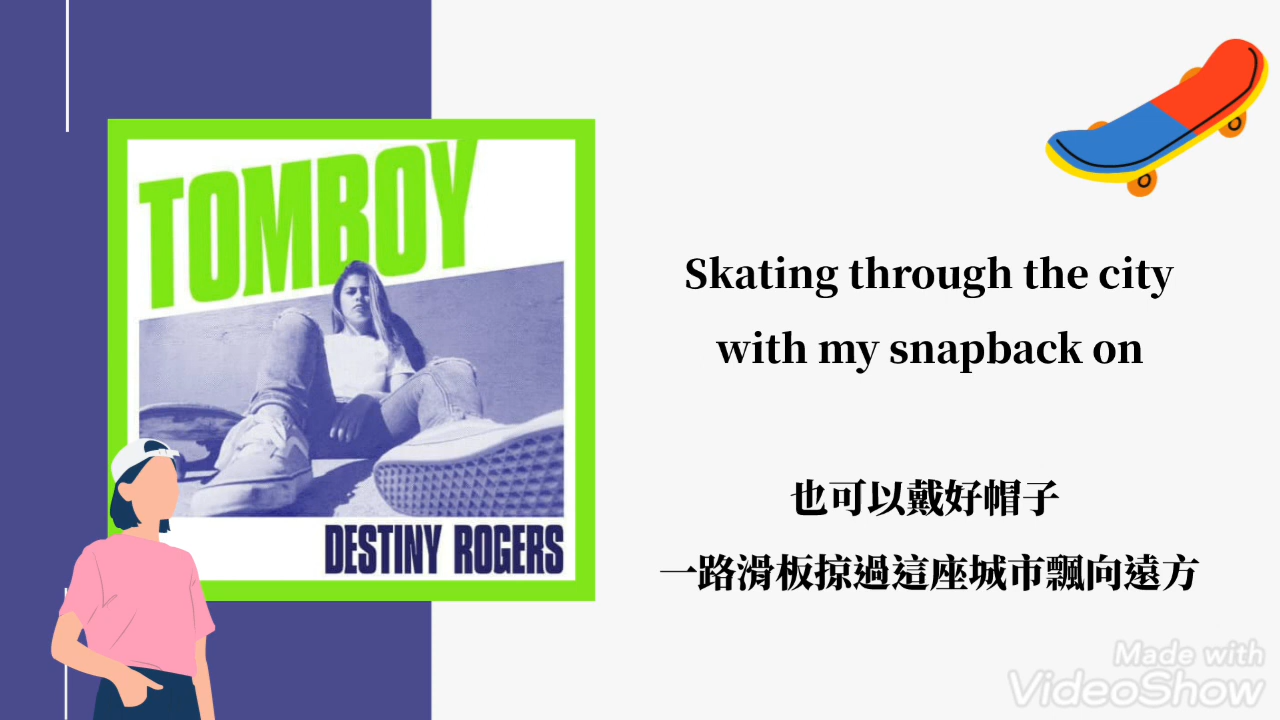 TOMBOY
DESTINY ROGERS
Skating through the city
with my snapback on
也可以戴好帽子
一路滑板掠過這座城市飄向遠方
Made with
VideoShow